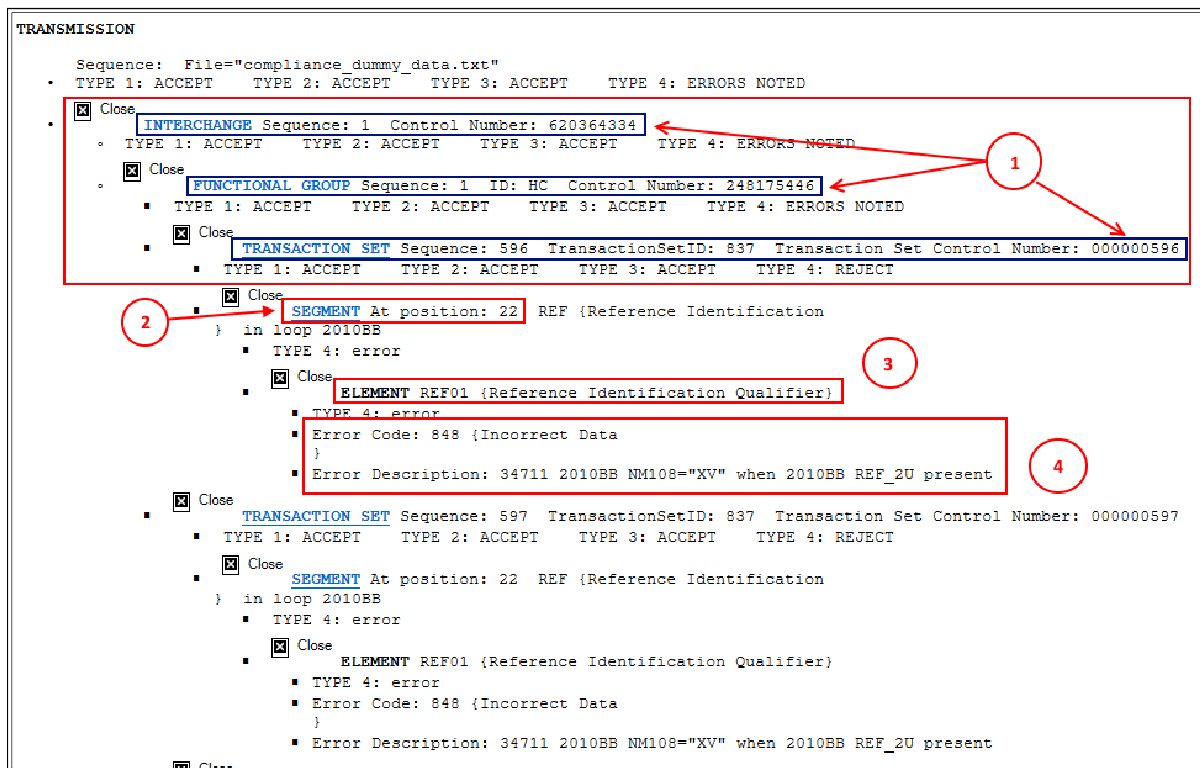 TRANSMISSION
Sequence: File="compliance_dummy_data.txt"
TYPE 1: ACCEPT TYPE 2: ACCEPT TYPE 3: ACCEPT TYPE 4: ERRORS NOTED
Close
INTERCHANGE Sequence: 1 Control Number: 620364334
TYPE 1: ACCEPT TYPE 2: ACCEPT TYPE 3: ACCEPT TYPE 4: ERRORS NOTED
1
Close
FUNCTIONAL GROUP Sequence: 1 ID: HC Control Number: 248175446
TYPE 1: ACCEPT TYPE 2: ACCEPT TYPE 3: ACCEPT TYPE 4: ERRORS NOTED
Close
TRANSACTION SET Sequence: 596 TransactionSetID: 837 Transaction Set Control Number: 000000596
TYPE 1: ACCEPT TYPE 2: ACCEPT TYPE 3: ACCEPT TYPE 4: REJECT
Close
2
SEGMENT At position: 22 REF {Reference Identification
} in loop 2010BB
TYPE 4: error
3
Close
ELEMENT REF01 {Reference Identification Qualifier}
TYPE 4: error
Error Code: 848 {Incorrect Data
}
4
Error Description: 34711 2010BB NM108="XV" when 2010BB REF_2U present
Close
TRANSACTION SET Sequence: 597 TransactionSetID: 837 Transaction Set Control Number: 000000597
TYPE 1: ACCEPT TYPE 2: ACCEPT TYPE 3: ACCEPT TYPE 4: REJECT
Close
SEGMENT At position: 22 REF {Reference Identification
} in loop 2010BB
TYPE 4: error
Close
ELEMENT REF01 {Reference Identification Qualifier}
TYPE 4: error
Error Code: 848 {Incorrect Data
}
Error Description: 34711 2010BB NM108="XV" when 2010BB REF_2U present
Close